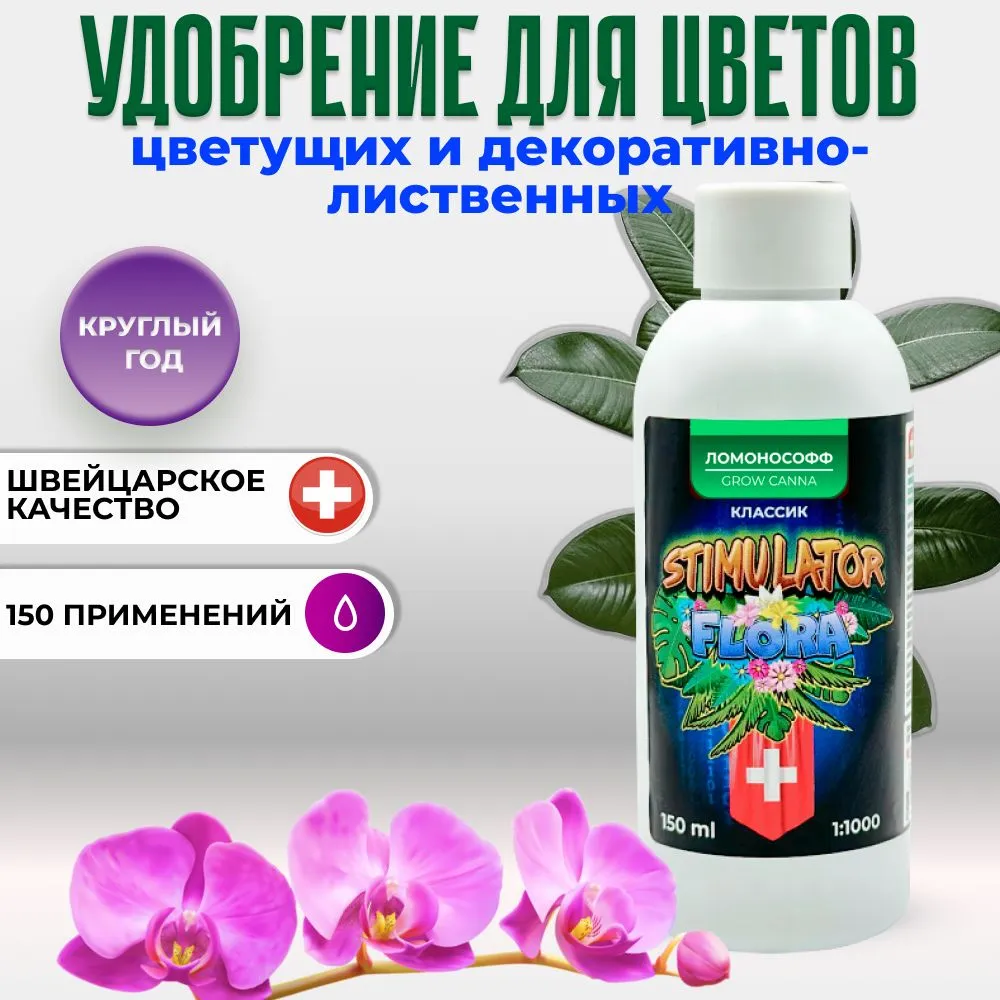 УДОБРЕНИЕ ДЛЯ ЦВЕТОВ
цветущих и декоративно-
лиственных
КРУГЛЫЙ
ГОД
ШВЕЙЦАРСКОЕ
КАЧЕСТВО
150 ПРИМЕНЕНИЙ
ЛОМОНОСОФФ
GROW CANNA
КЛАССИК
STIMULATOR
FLORA
150 ml
1:1000